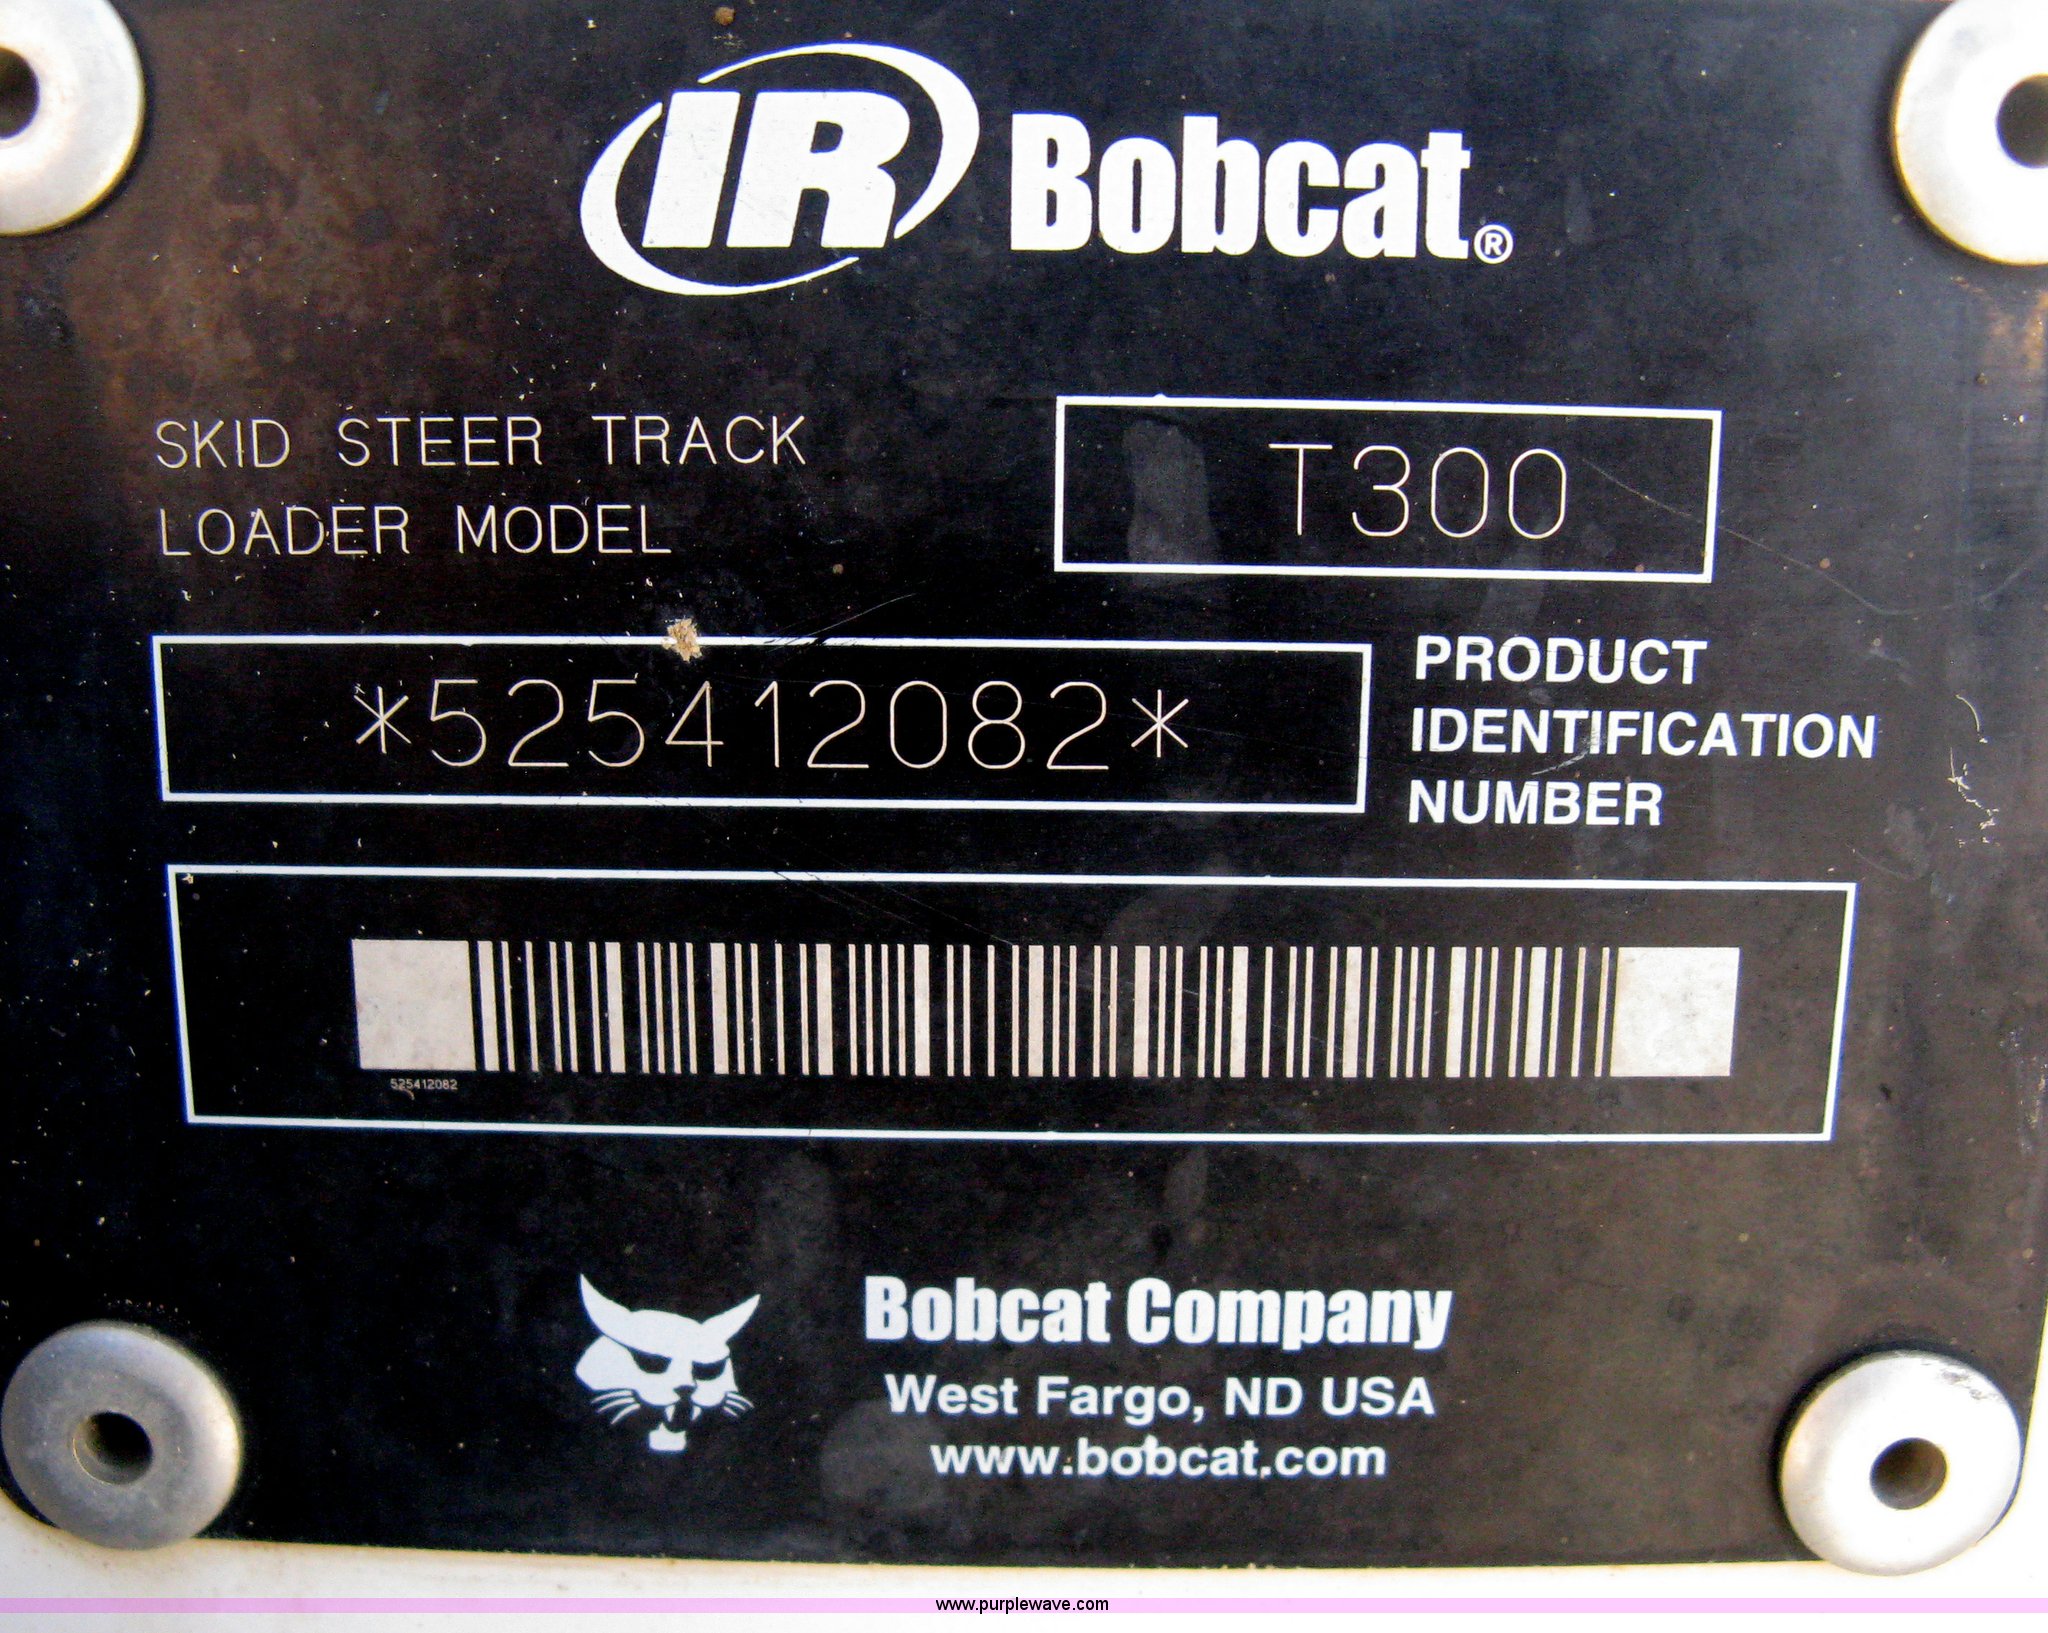 IR Bobcat®
SKID STEER TRACK
LOADER MODEL
T300
*525412082*
PRODUCT
IDENTIFICATION
NUMBER
525412082
Bobcat Company
West Fargo, ND USA
www.bobcat.com
www.purplewave.com